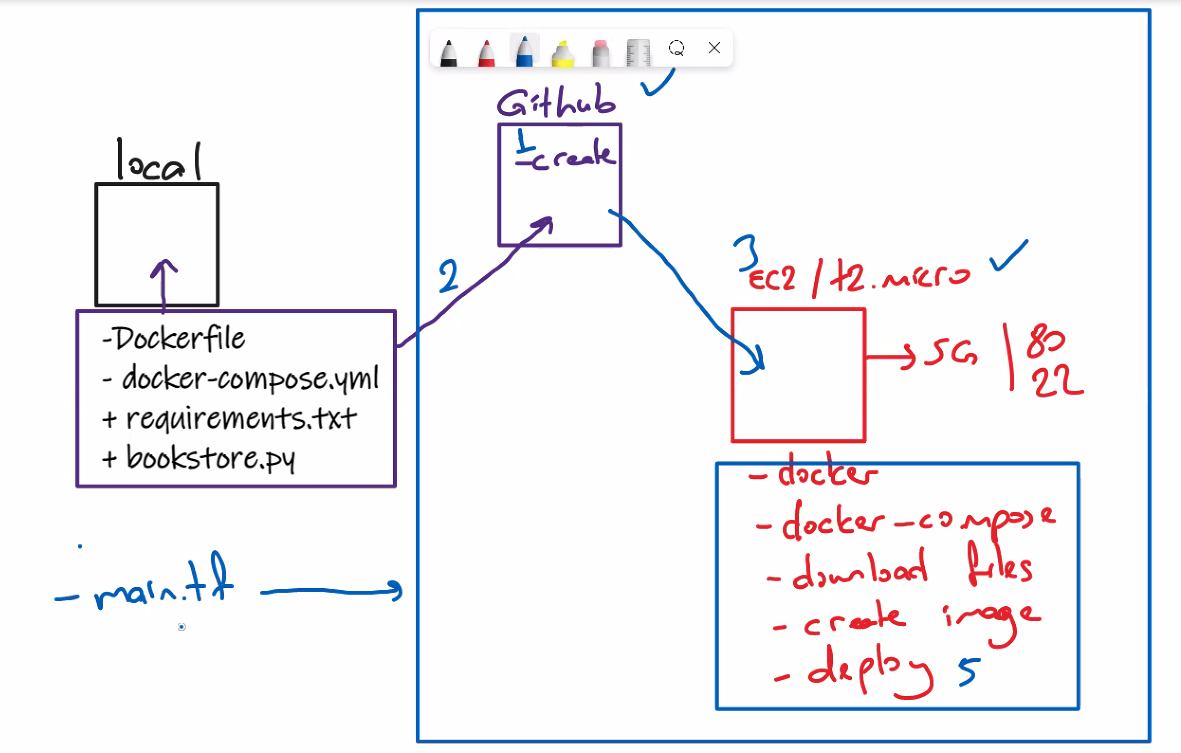 Github
1
-create
local
2
3
EC2 / t2.micro
SG | 80
22
-Dockerfile
- docker-compose.yml
+ requirements.txt
+ bookstore.py
- docker
- docker-compose
- download files
- create image
- deploy 5
- main.tf